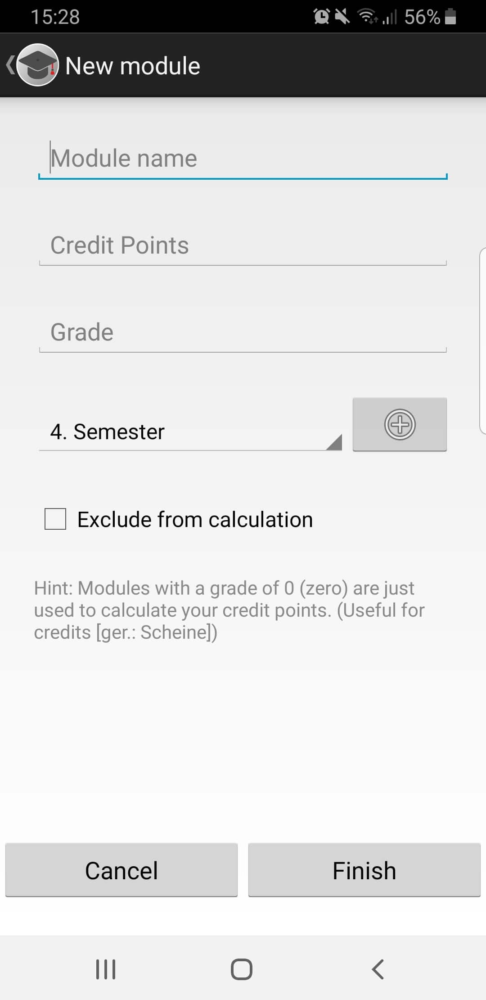 15:28
56%
New module
Module name
Credit Points
Grade
4. Semester
Exclude from calculation
Hint: Modules with a grade of 0 (zero) are just
used to calculate your credit points. (Useful for
credits [ger.: Scheine])
Cancel
Finish